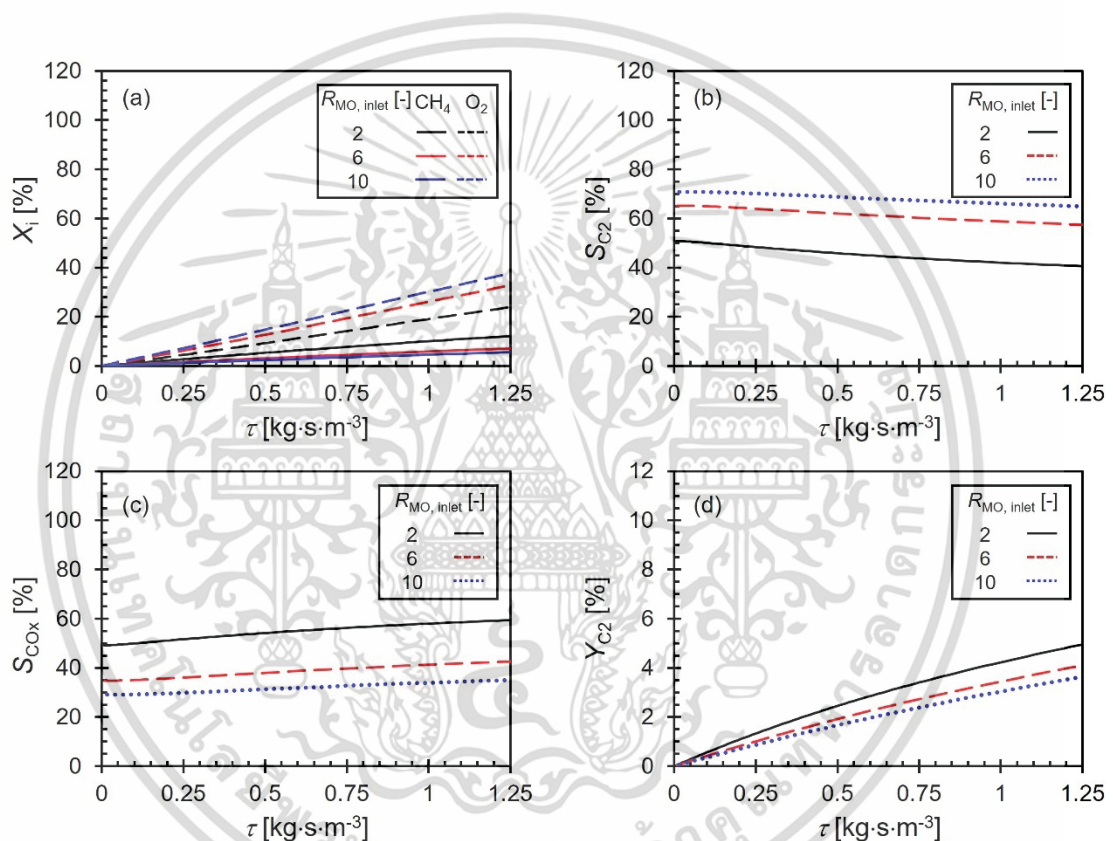 120
100
80
60
40
20
0
(a)
R_MO, inlet [-] CH₄ O₂
2
6
10
X_i [%]
0 0.25 0.5 0.75 1 1.25
τ [kg·s·m⁻³]
120
100
80
60
40
20
0
(b)
R_MO, inlet [-]
2
6
10
S_C2 [%]
0 0.25 0.5 0.75 1 1.25
τ [kg·s·m⁻³]
120
100
80
60
40
20
0
(c)
R_MO, inlet [-]
2
6
10
S_COx [%]
0 0.25 0.5 0.75 1 1.25
τ [kg·s·m⁻³]
12
10
8
6
4
2
0
(d)
R_MO, inlet [-]
2
6
10
Y_C2 [%]
0 0.25 0.5 0.75 1 1.25
τ [kg·s·m⁻³]